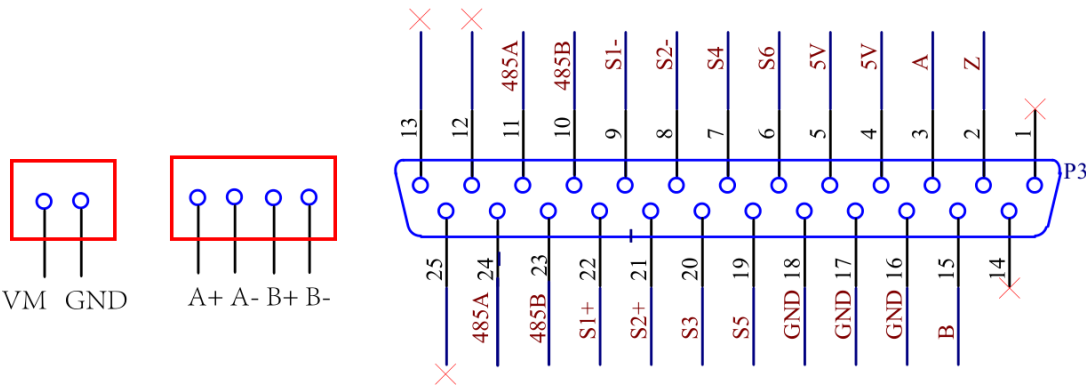 VM GND
A+ A- B+ B-
485A 485B S1- S2- S4 S6 5V 5V A Z
13 12 11 10 9 8 7 6 5 4 3 2 1
P3
25 24 23 22 21 20 19 18 17 16 15 14
485A 485B S1+ S2+ S3 S5 GND GND GND B